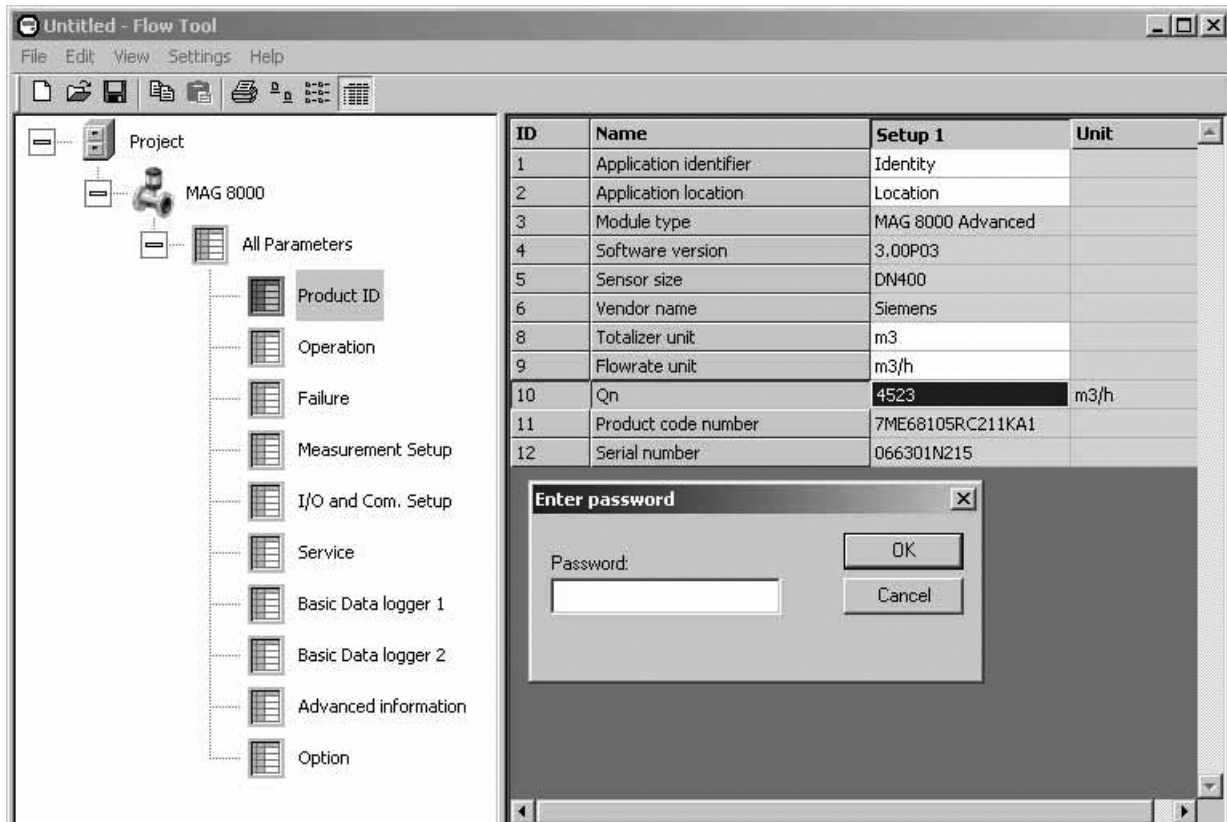 Untitled - Flow Tool
File Edit View Settings Help
Project
MAG 8000
All Parameters
Product ID
Operation
Failure
Measurement Setup
I/O and Com. Setup
Service
Basic Data logger 1
Basic Data logger 2
Advanced information
Option
ID Name Setup 1 Unit
1 Application identifier Identity
2 Application location Location
3 Module type MAG 8000 Advanced
4 Software version 3.00P03
5 Sensor size DN400
6 Vendor name Siemens
8 Totalizer unit m3
9 Flowrate unit m3/h
10 Qn 4523 m3/h
11 Product code number 7ME68105RC211KA1
12 Serial number 066301N215
Enter password
Password:
OK
Cancel